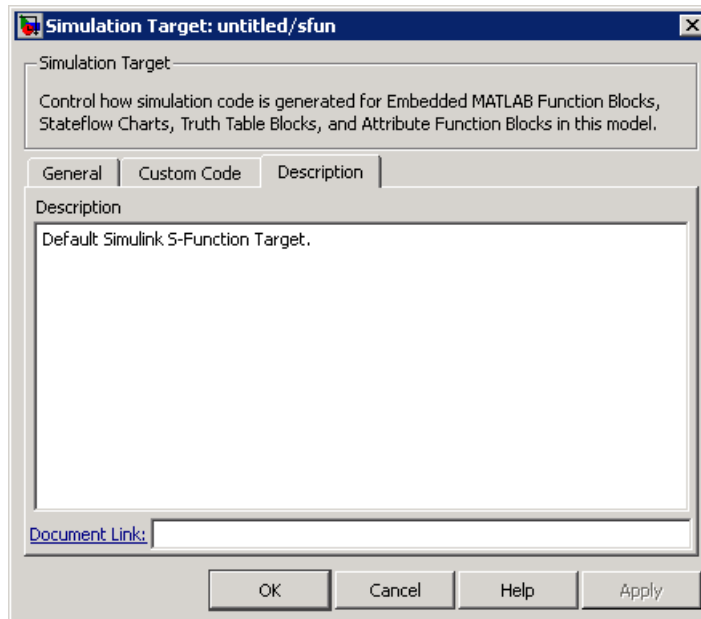 Simulation Target: untitled/sfun
Simulation Target
Control how simulation code is generated for Embedded MATLAB Function Blocks,
Stateflow Charts, Truth Table Blocks, and Attribute Function Blocks in this model.
General Custom Code Description
Description
Default Simulink S-Function Target.
Document Link:
OK Cancel Help Apply